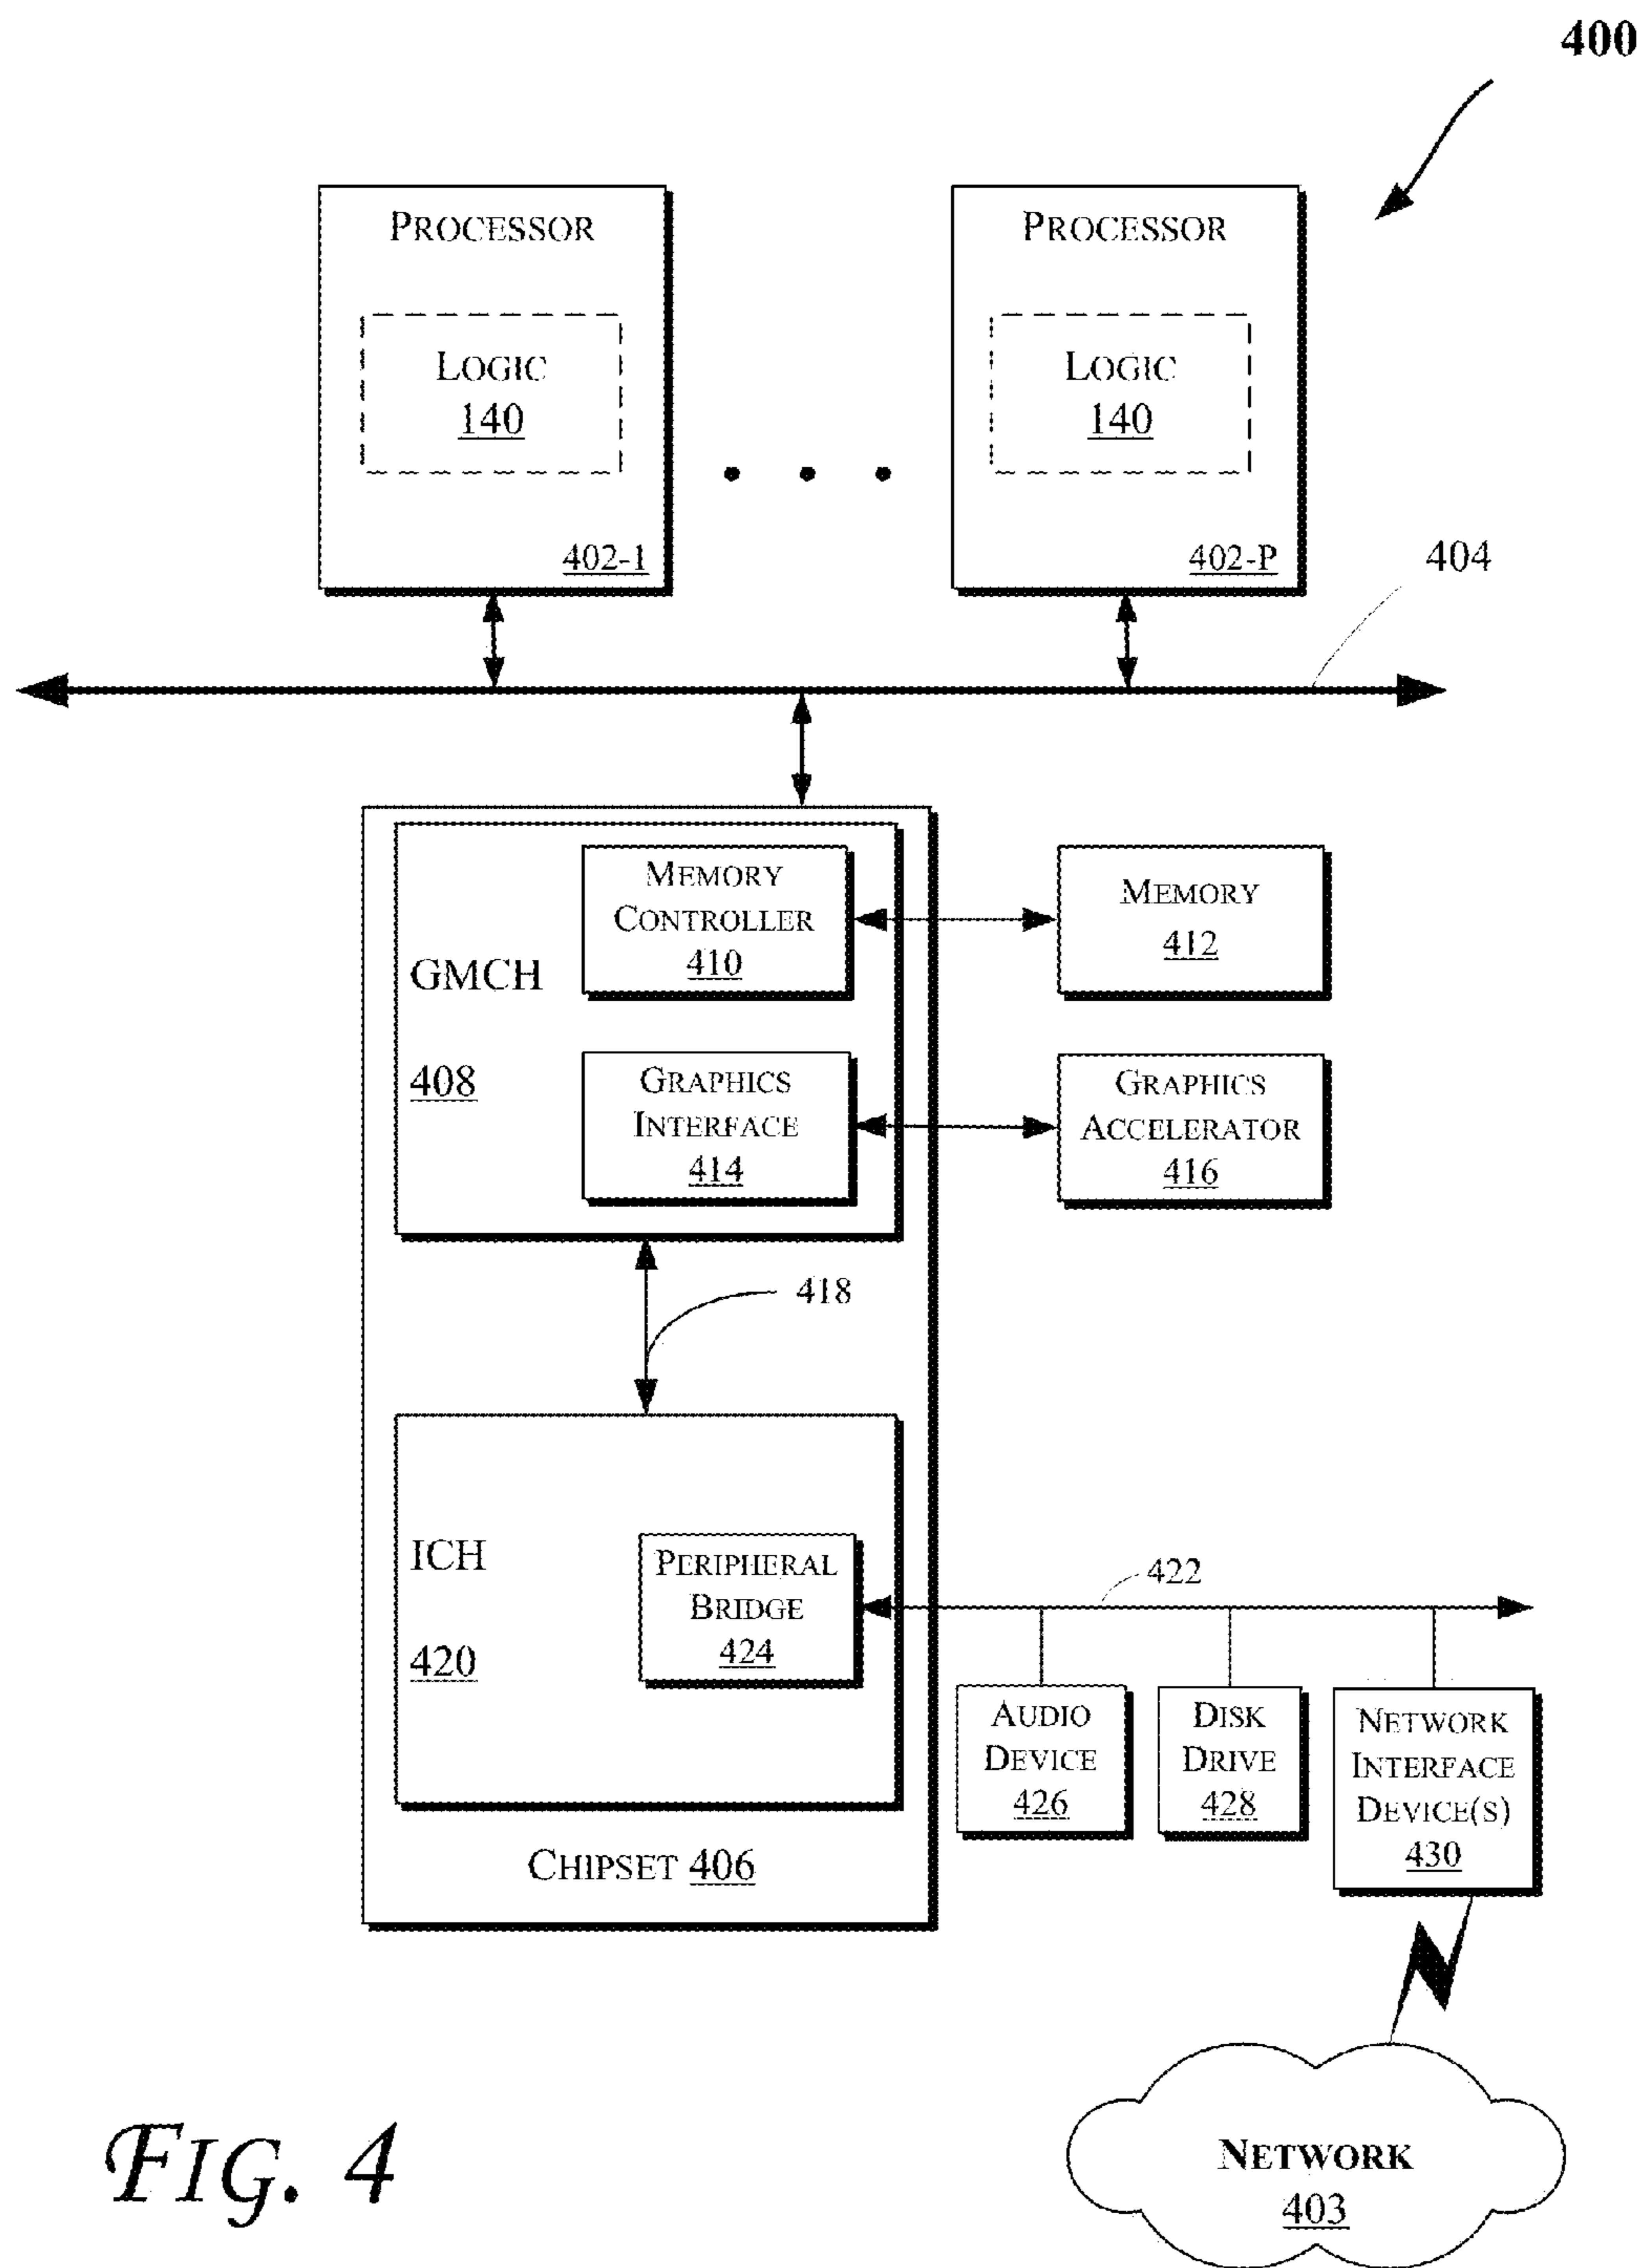 400
PROCESSOR
LOGIC
140
402-1
PROCESSOR
LOGIC
140
402-P
404
GMCH
408
MEMORY
CONTROLLER
410
MEMORY
412
GRAPHICS
INTERFACE
414
GRAPHICS
ACCELERATOR
416
418
ICH
420
PERIPHERAL
BRIDGE
424
422
AUDIO
DEVICE
426
DISK
DRIVE
428
NETWORK
INTERFACE
DEVICE(S)
430
CHIPSET 406
NETWORK
403
FIG. 4